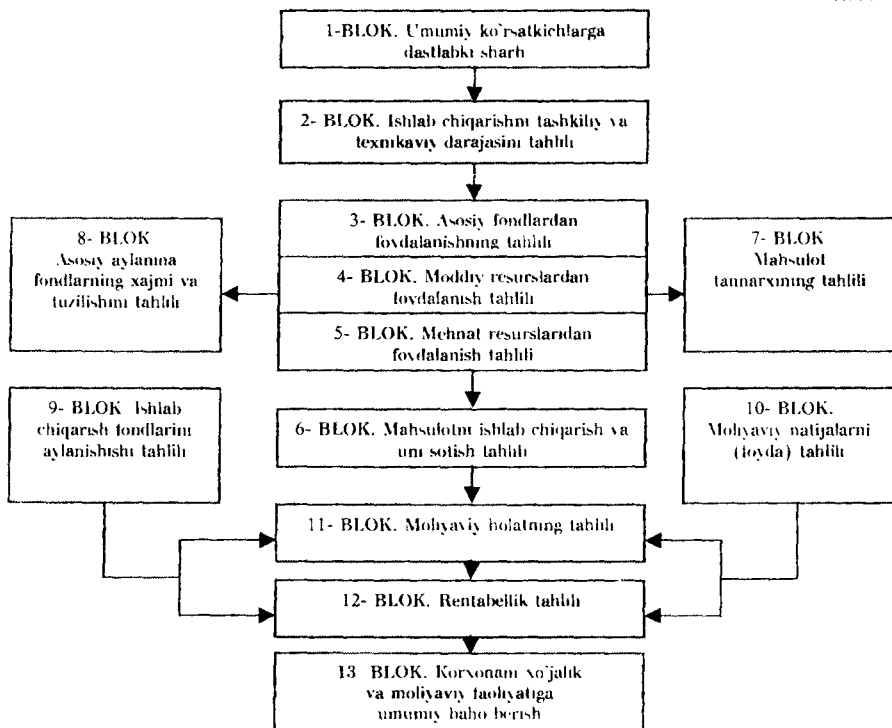 1-BLOK. Umumiy ko`rsatkichlarga
dastlabki sharh
2- BLOK. Ishlab chiqarishni tashkiliy va
texnikaviy darajasini tahlili
3- BLOK. Asosiy fondlardan
foydalanishning tahlili
8- BLOK
Asosiy aylanma
fondlarning xajmi va
tuzilishini tahlili
4- BLOK. Moddiy resurslardan
foydalanish tahlili
7- BLOK
Mahsulot
tannarxining tahlili
5- BLOK. Mehnat resurslaridan
foydalanish tahlili
9- BLOK Ishlab
chiqarish fondlarini
aylanishishi tahlili
6- BLOK. Mahsulotni ishlab chiqarish va
uni sotish tahlili
10- BLOK.
Moliyaviy natijalarni
(foyda) tahlili
11- BLOK. Moliyaviy holatning tahlili
12- BLOK. Rentabellik tahlili
13 BLOK. Korxonani xo`jalik
va moliyaviy faoliyatiga
umumiy baho berish